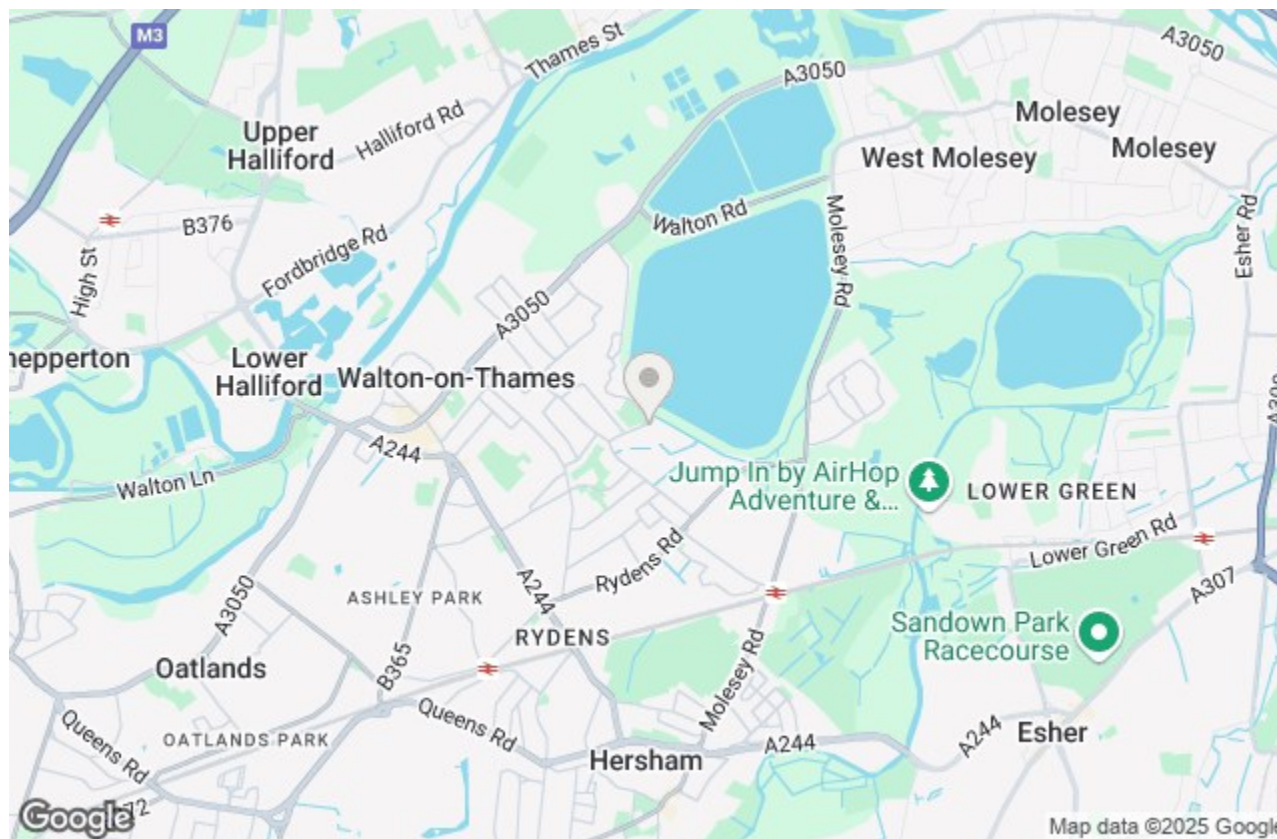 M3
Thames St
A3050
A3050
Upper
Halliford
Halliford Rd
Molesey
Molesey
West Molesey
B376
Walton Rd
Molesey Rd
Esher Rd
High St
Fordbridge Rd
A3050
hepperton
Lower
Halliford
Walton-on-Thames
A244
Walton Ln
Jump In by AirHop
Adventure &...
LOWER GREEN
Lower Green Rd
Rydens Rd
A307
A3050
ASHLEY PARK
A244
RYDENS
Sandown Park
Racecourse
Oatlands
B365
Molesey Rd
Queens Rd
Queens Rd
OATLANDS PARK
Hersham
A244
A244
Esher
Google
Map data ©2025 Google